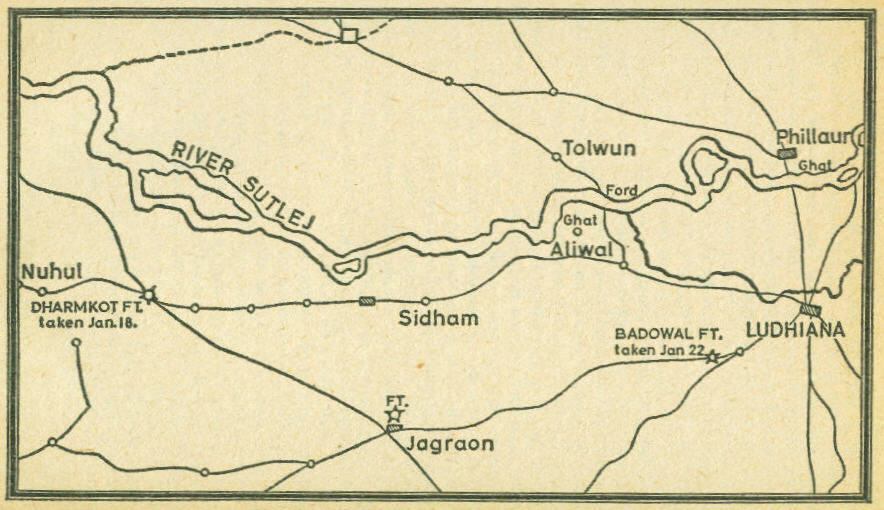 Phillaur
Tolwun
Ghat
RIVER SUTLEJ
Ford
Ghat
Aliwal
Nuhul
DHARMKOT FT.
taken Jan.18.
Sidham
BADOWAL FT.
taken Jan 22
LUDHIANA
FT.
Jagraon